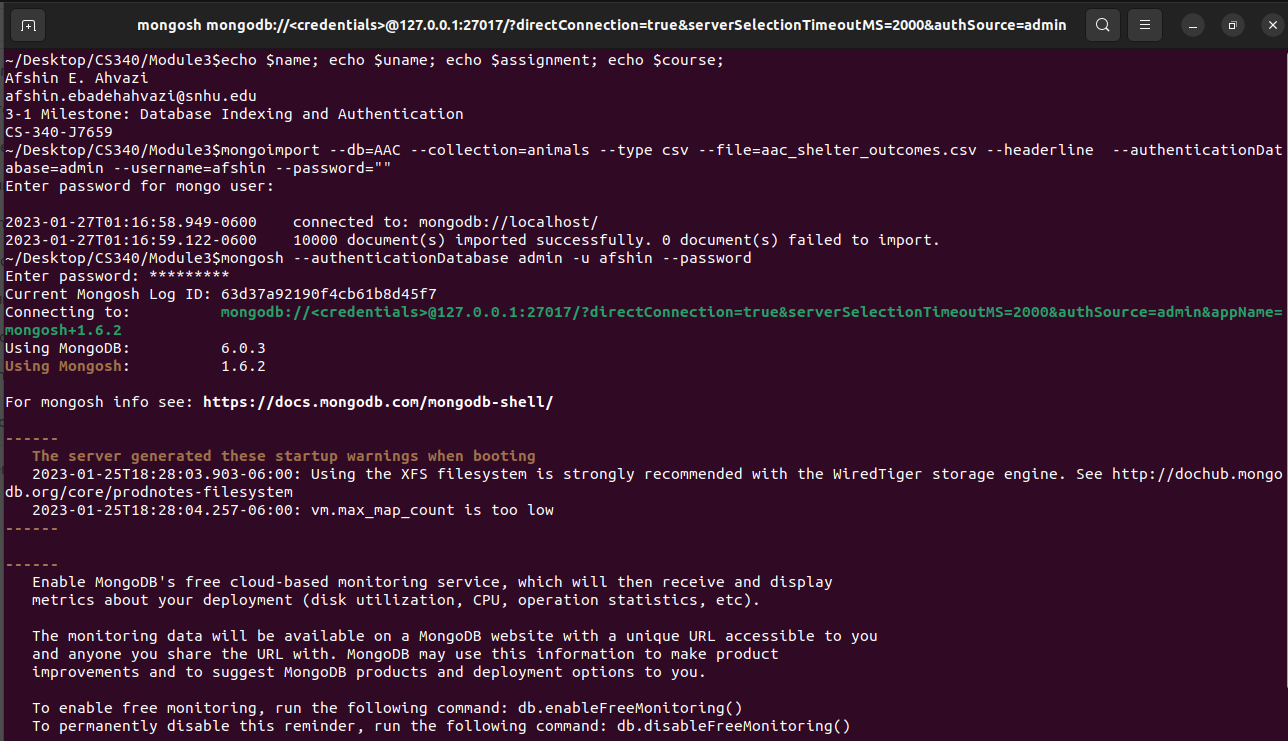 mongosh mongodb://<credentials>@127.0.0.1:27017/?directConnection=true&serverSelectionTimeoutMS=2000&authSource=admin
~/Desktop/CS340/Module3$echo $name; echo $uname; echo $assignment; echo $course;
Afshin E. Ahvazi
afshin.ebadehahvazi@snhu.edu
3-1 Milestone: Database Indexing and Authentication
CS-340-J7659
~/Desktop/CS340/Module3$mongoimport --db=AAC --collection=animals --type csv --file=aac_shelter_outcomes.csv --headerline  --authenticationDat
abase=admin --username=afshin --password=""
Enter password for mongo user:
2023-01-27T01:16:58.949-0600    connected to: mongodb://localhost/
2023-01-27T01:16:59.122-0600    10000 document(s) imported successfully. 0 document(s) failed to import.
~/Desktop/CS340/Module3$mongosh --authenticationDatabase admin -u afshin --password
Enter password: *********
Current Mongosh Log ID: 63d37a92190f4cb61b8d45f7
Connecting to:          mongodb://<credentials>@127.0.0.1:27017/?directConnection=true&serverSelectionTimeoutMS=2000&authSource=admin&appName=
mongosh+1.6.2
Using MongoDB:          6.0.3
Using Mongosh:          1.6.2
For mongosh info see: https://docs.mongodb.com/mongodb-shell/
------
The server generated these startup warnings when booting
2023-01-25T18:28:03.903-06:00: Using the XFS filesystem is strongly recommended with the WiredTiger storage engine. See http://dochub.mongo
db.org/core/prodnotes-filesystem
2023-01-25T18:28:04.257-06:00: vm.max_map_count is too low
------
------
Enable MongoDB's free cloud-based monitoring service, which will then receive and display
metrics about your deployment (disk utilization, CPU, operation statistics, etc).
The monitoring data will be available on a MongoDB website with a unique URL accessible to you
and anyone you share the URL with. MongoDB may use this information to make product
improvements and to suggest MongoDB products and deployment options to you.
To enable free monitoring, run the following command: db.enableFreeMonitoring()
To permanently disable this reminder, run the following command: db.disableFreeMonitoring()